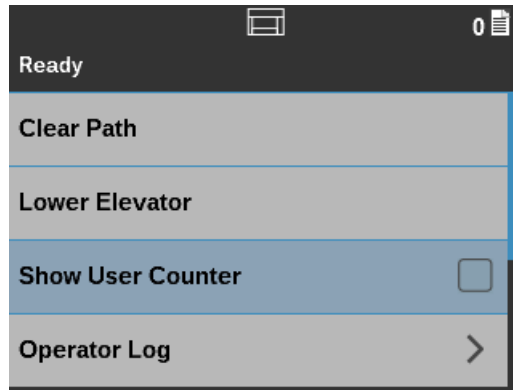 0
Ready
Clear Path
Lower Elevator
Show User Counter
Operator Log